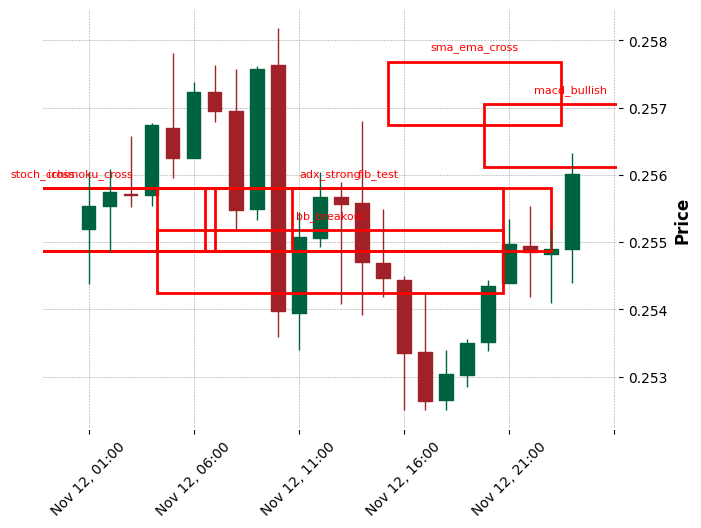 sma_ema_cross
macd_bullish
stoch_cross
ichimoku_cross
adx_strong
fib_test
bb_breakout
0.258
0.257
0.256
0.255
0.254
0.253
Price
Nov 12, 01:00
Nov 12, 06:00
Nov 12, 11:00
Nov 12, 16:00
Nov 12, 21:00